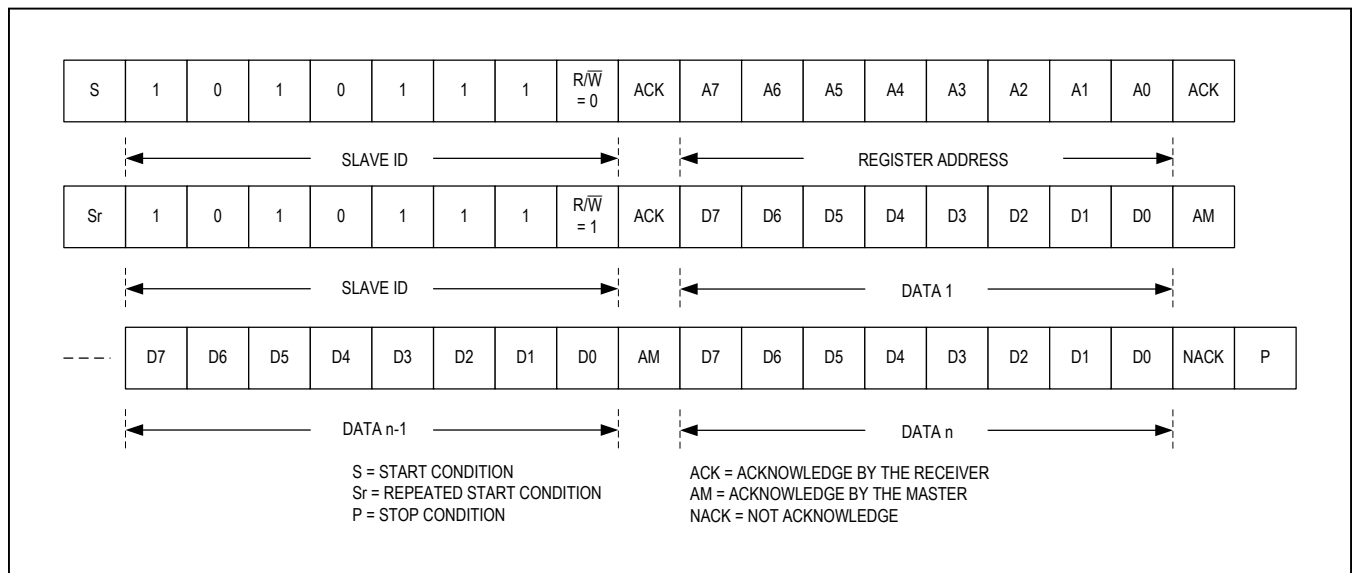 S 1 0 1 0 1 1 1 R/W̅ = 0 ACK A7 A6 A5 A4 A3 A2 A1 A0 ACK
SLAVE ID REGISTER ADDRESS
Sr 1 0 1 0 1 1 1 R/W̅ = 1 ACK D7 D6 D5 D4 D3 D2 D1 D0 AM
SLAVE ID DATA 1
D7 D6 D5 D4 D3 D2 D1 D0 AM D7 D6 D5 D4 D3 D2 D1 D0 NACK P
DATA n-1 DATA n
S = START CONDITION
Sr = REPEATED START CONDITION
P = STOP CONDITION
ACK = ACKNOWLEDGE BY THE RECEIVER
AM = ACKNOWLEDGE BY THE MASTER
NACK = NOT ACKNOWLEDGE